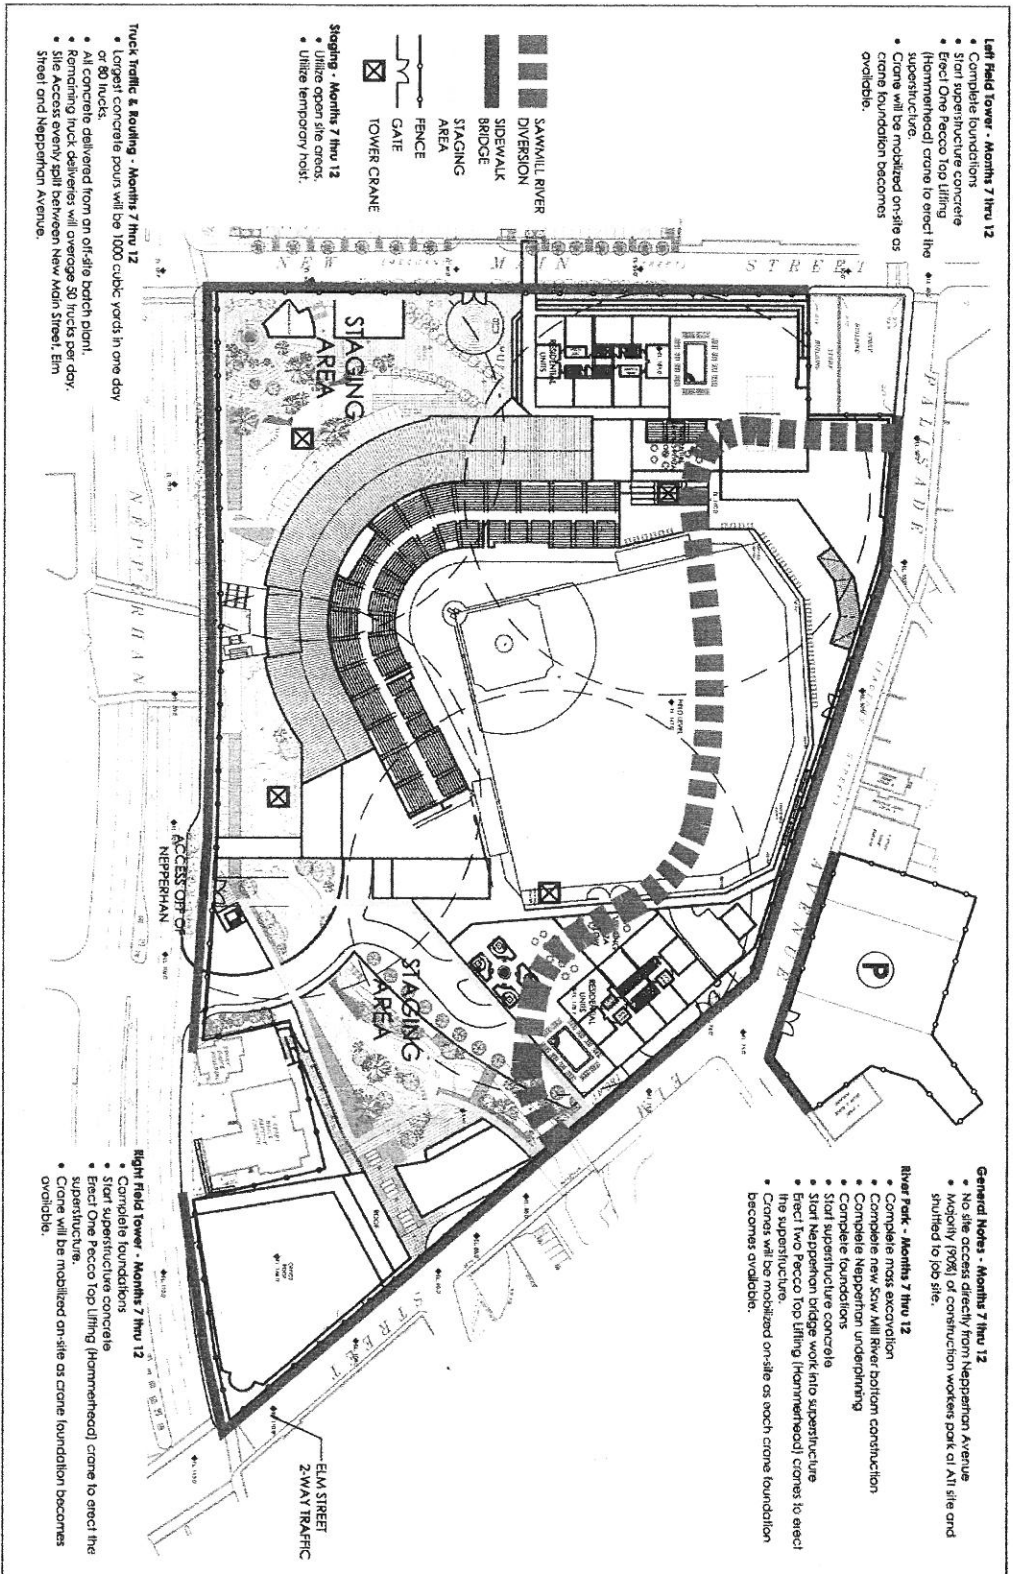 Left Field Tower - Months 7 thru 12
• Complete foundations
• Start superstructure concrete
• Erect One Pecco Top Lifting
(Hammerhead) crane to erect the
superstructure.
• Crane will be mobilized on-site as
crane foundation becomes
available.
SAWMILL RIVER
DIVERSION
SIDEWALK
BRIDGE
STAGING
AREA
FENCE
GATE
TOWER CRANE
Staging - Months 7 thru 12
• Utilize open site areas.
• Utilize temporary hoist.
Truck Traffic & Routing - Months 7 thru 12
• Largest concrete pours will be 1000 cubic yards in one day
or 80 trucks.
• All concrete delivered from an off-site batch plant.
• Remaining truck deliveries will average 50 trucks per day.
• Site Access evenly split between New Main Street, Elm
Street and Nepperhan Avenue.
General Notes - Months 7 thru 12
• No site access directly from Nepperhan Avenue
• Majority (90%) of construction workers park at ATI site and
shuttled to job site.
River Park - Months 7 thru 12
• Complete mass excavation
• Complete new Saw Mill River bottom construction
• Complete Nepperhan underpinning
• Complete foundations
• Start superstructure concrete
• Start Nepperhan bridge work into superstructure
• Erect Two Pecco Top Lifting (Hammerhead) cranes to erect
the superstructure.
• Cranes will be mobilized on-site as each crane foundation
becomes available.
Right Field Tower - Months 7 thru 12
• Complete foundations
• Start superstructure concrete
• Erect One Pecco Top Lifting (Hammerhead) crane to erect the
superstructure.
• Crane will be mobilized on-site as crane foundation becomes
available.
NEW MAIN STREET
PALISADE
AVENUE
NEPPERHAN
ELM STREET
STAGING
AREA
RESIDENTIAL
UNITS
FIELD LEVEL
STAGING
AREA
RESIDENTIAL
UNITS
P
ROOF
ACCESS OFF OF
NEPPERHAN
ELM STREET
2-WAY TRAFFIC